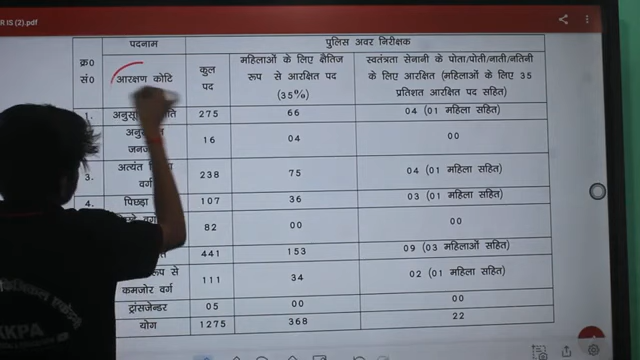 R IS (2).pdf
पदनाम पुलिस अवर निरीक्षक
क्र०
सं०
आरक्षण कोटि
कुल
पद
महिलाओं के लिए क्षैतिज
रूप से आरक्षित पद
(35%)
स्वतंत्रता सेनानी के पोता/पोती/नाती/नतिनी
के लिए आरक्षित (महिलाओं के लिए 35
प्रतिशत आरक्षित पद सहित)
1. 275 66 04 (01 महिला सहित)
16 04 00
3. अत्यंत वर्ग 238 75 04 (01 महिला सहित)
4. पिछड़ा 107 36 03 (01 महिला सहित)
82 00 00
441 153 09 (03 महिलाओं सहित)
रूप से
कमजोर वर्ग 111 34 02 (01 महिला सहित)
ट्रांसजेन्डर 05 00 00
योग 1275 368 22
KKPA